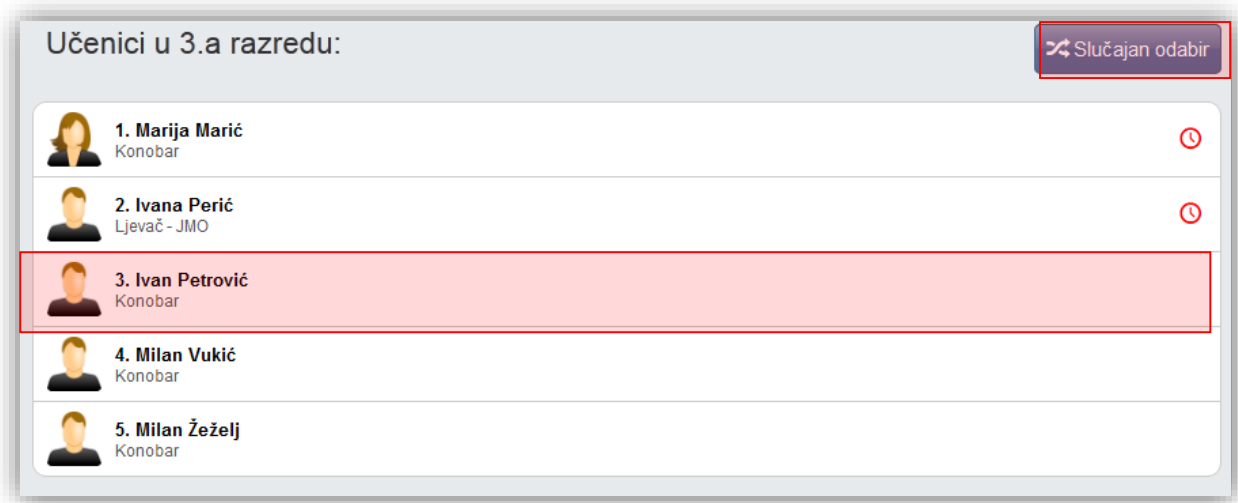 Učenici u 3.a razredu:
Slučajan odabir
1. Marija Marić
Konobar
2. Ivana Perić
Ljevač - JMO
3. Ivan Petrović
Konobar
4. Milan Vukić
Konobar
5. Milan Žeželj
Konobar